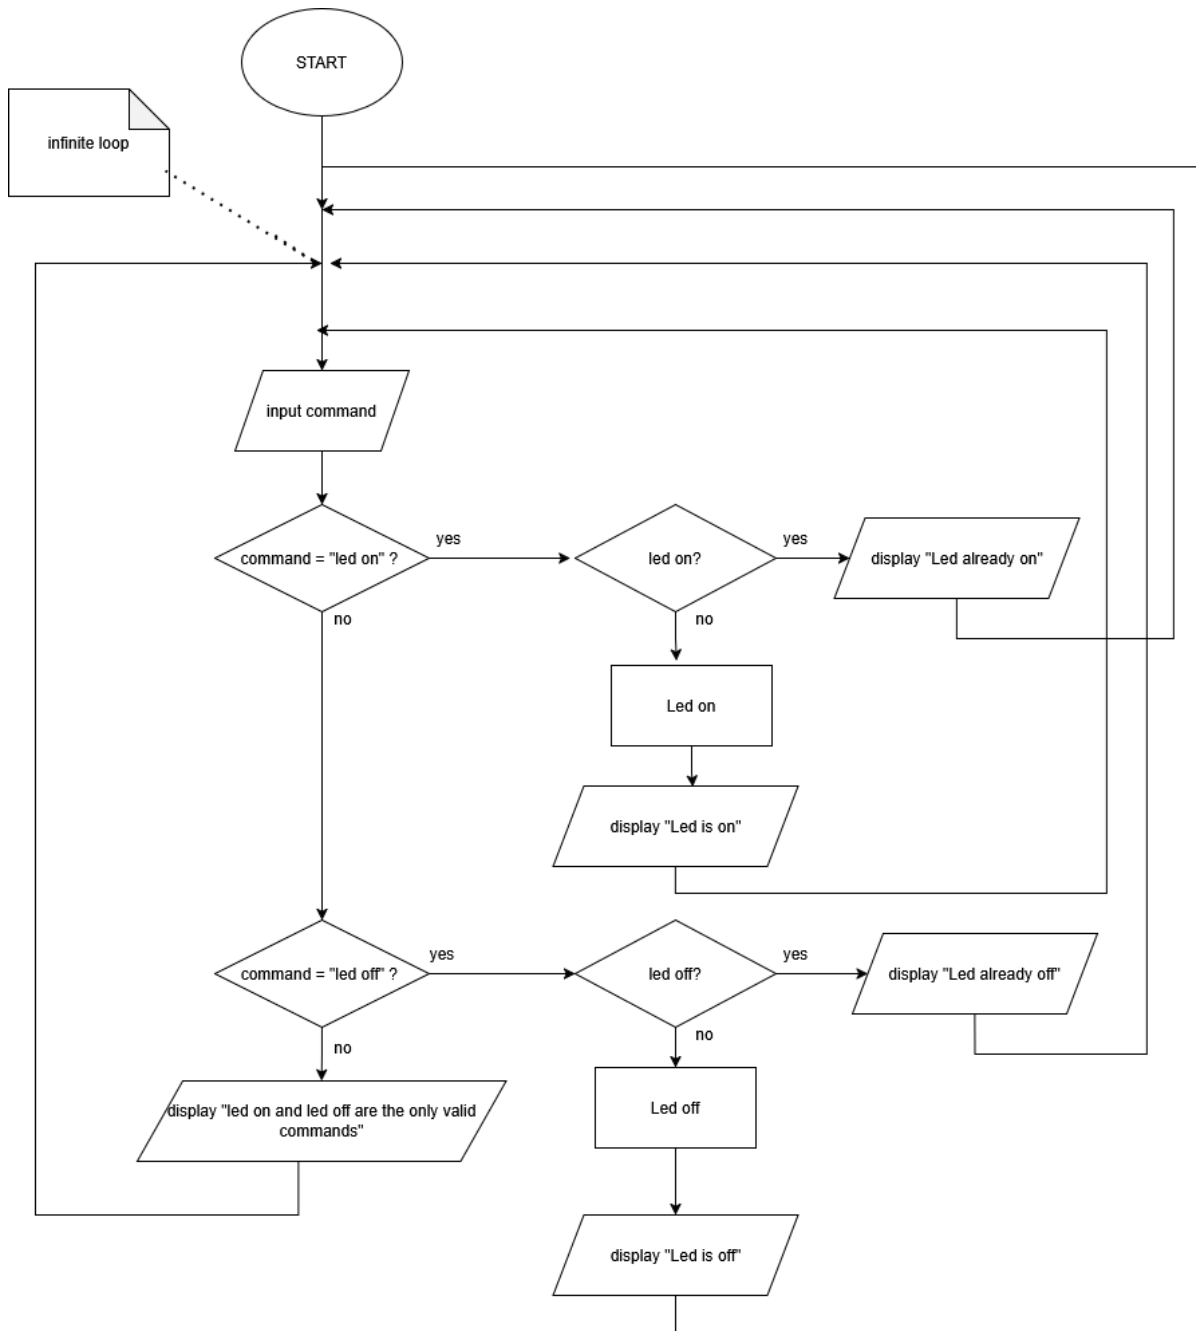 START
infinite loop
input command
command = "led on" ?
yes
led on?
yes
display "Led already on"
no
no
Led on
display "Led is on"
command = "led off" ?
yes
led off?
yes
display "Led already off"
no
no
display "led on and led off are the only valid
commands"
Led off
display "Led is off"